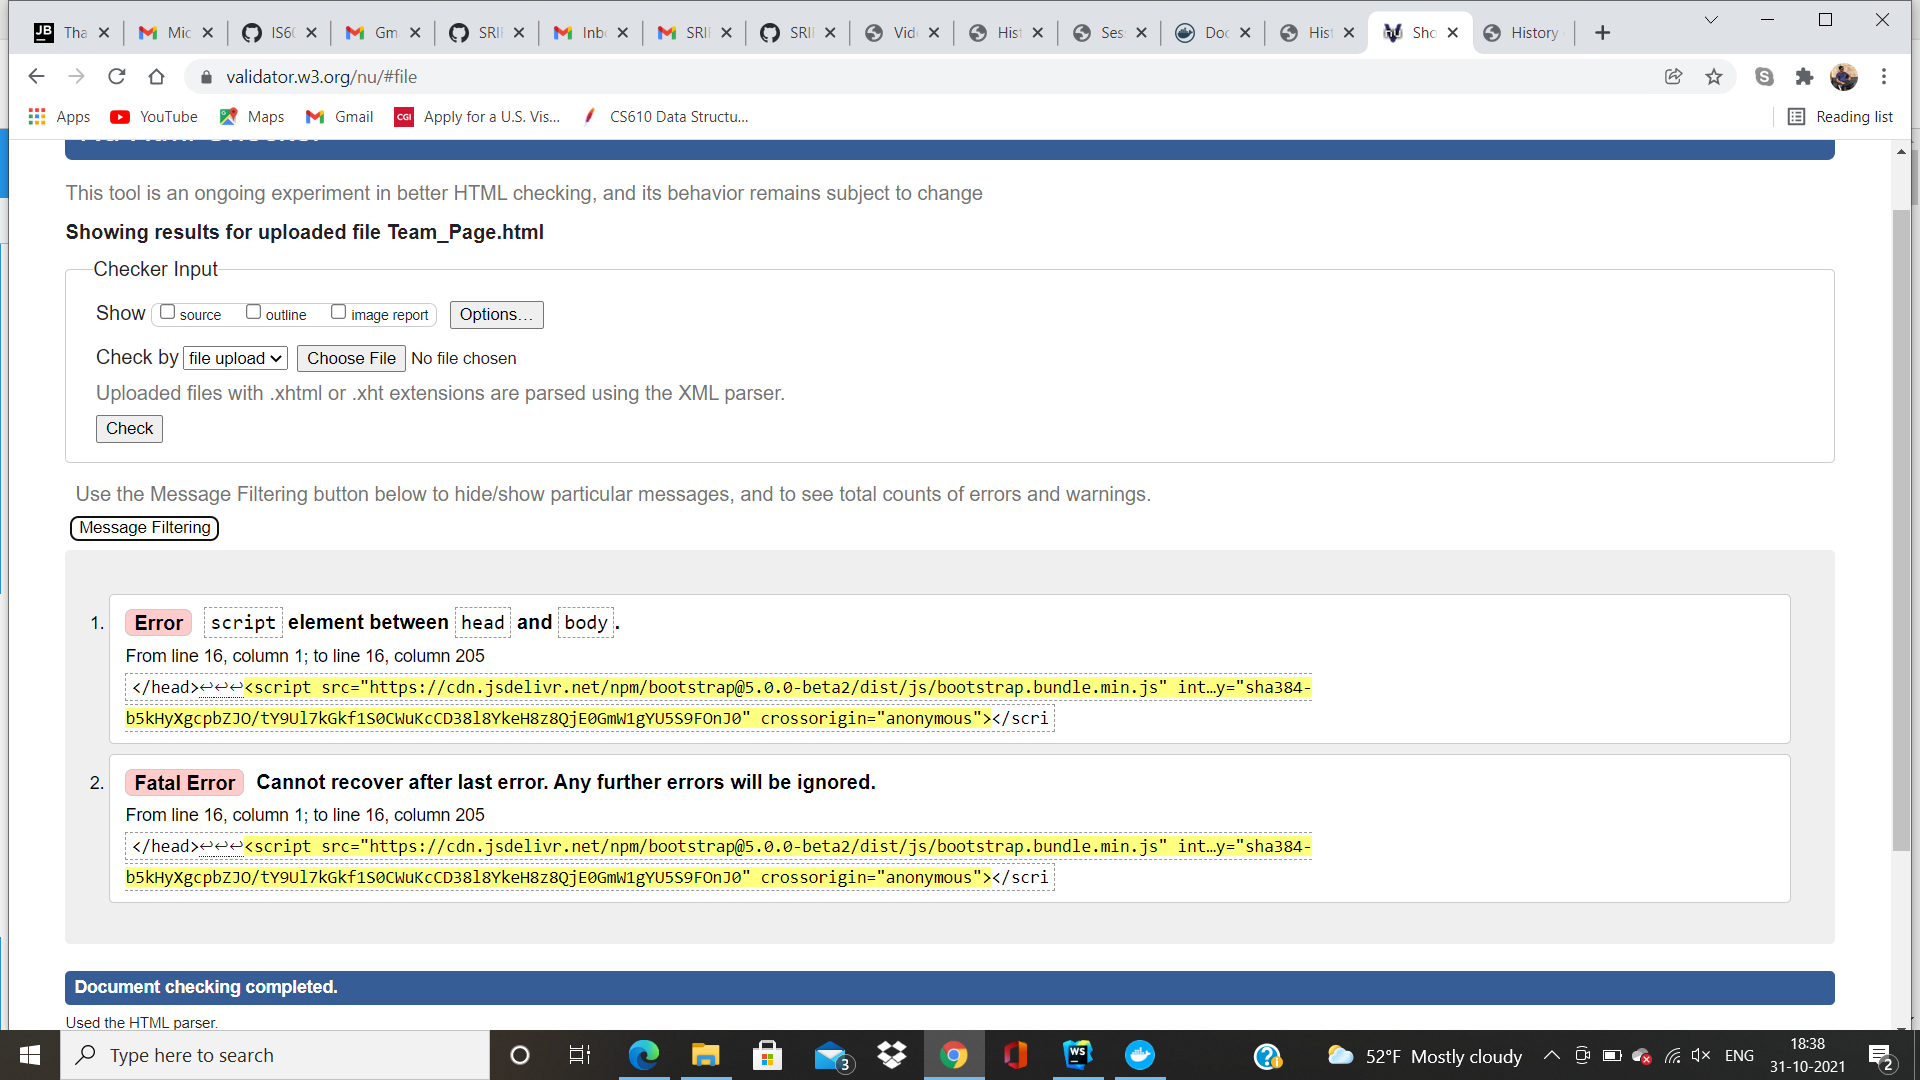 Tha
Mic
IS6
Gm
SRI
Inb
SRI
SRI
Vid
Hist
Ses
Doc
Hist
Sho
History
validator.w3.org/nu/#file
Apps
YouTube
Maps
Gmail
CGI
Apply for a U.S. Vis...
CS610 Data Structu...
Reading list
This tool is an ongoing experiment in better HTML checking, and its behavior remains subject to change
Showing results for uploaded file Team_Page.html
Checker Input
Show source outline image report Options...
Check by file upload Choose File No file chosen
Uploaded files with .xhtml or .xht extensions are parsed using the XML parser.
Check
Use the Message Filtering button below to hide/show particular messages, and to see total counts of errors and warnings.
Message Filtering
1. Error script element between head and body.
From line 16, column 1; to line 16, column 205
</head>↩↩↩<script src="https://cdn.jsdelivr.net/npm/bootstrap@5.0.0-beta2/dist/js/bootstrap.bundle.min.js" int…y="sha384-
b5kHyXgcpbZJO/tY9Ul7kGkf1S0CWuKcCD38l8YkeH8z8QjE0GmW1gYU5S9FOnJ0" crossorigin="anonymous"></scri
2. Fatal Error Cannot recover after last error. Any further errors will be ignored.
From line 16, column 1; to line 16, column 205
</head>↩↩↩<script src="https://cdn.jsdelivr.net/npm/bootstrap@5.0.0-beta2/dist/js/bootstrap.bundle.min.js" int…y="sha384-
b5kHyXgcpbZJO/tY9Ul7kGkf1S0CWuKcCD38l8YkeH8z8QjE0GmW1gYU5S9FOnJ0" crossorigin="anonymous"></scri
Document checking completed.
Used the HTML parser.
Type here to search
3
WS
52°F Mostly cloudy
ENG
18:38
31-10-2021
2